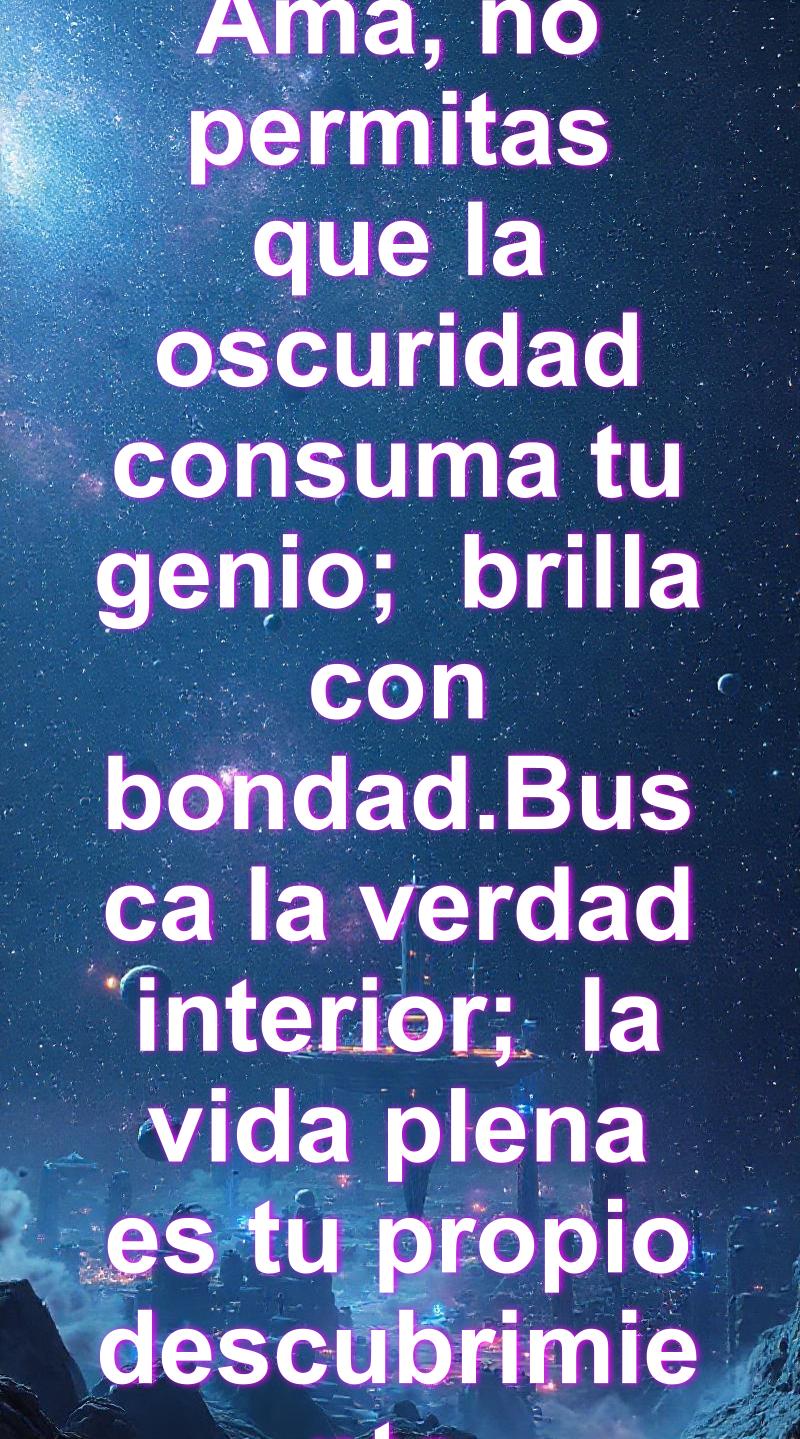 Ama, no
permitas
que la
oscuridad
consuma tu
genio;  brilla
con
bondad.Bus
ca la verdad
interior;  la
vida plena
es tu propio
descubrimie